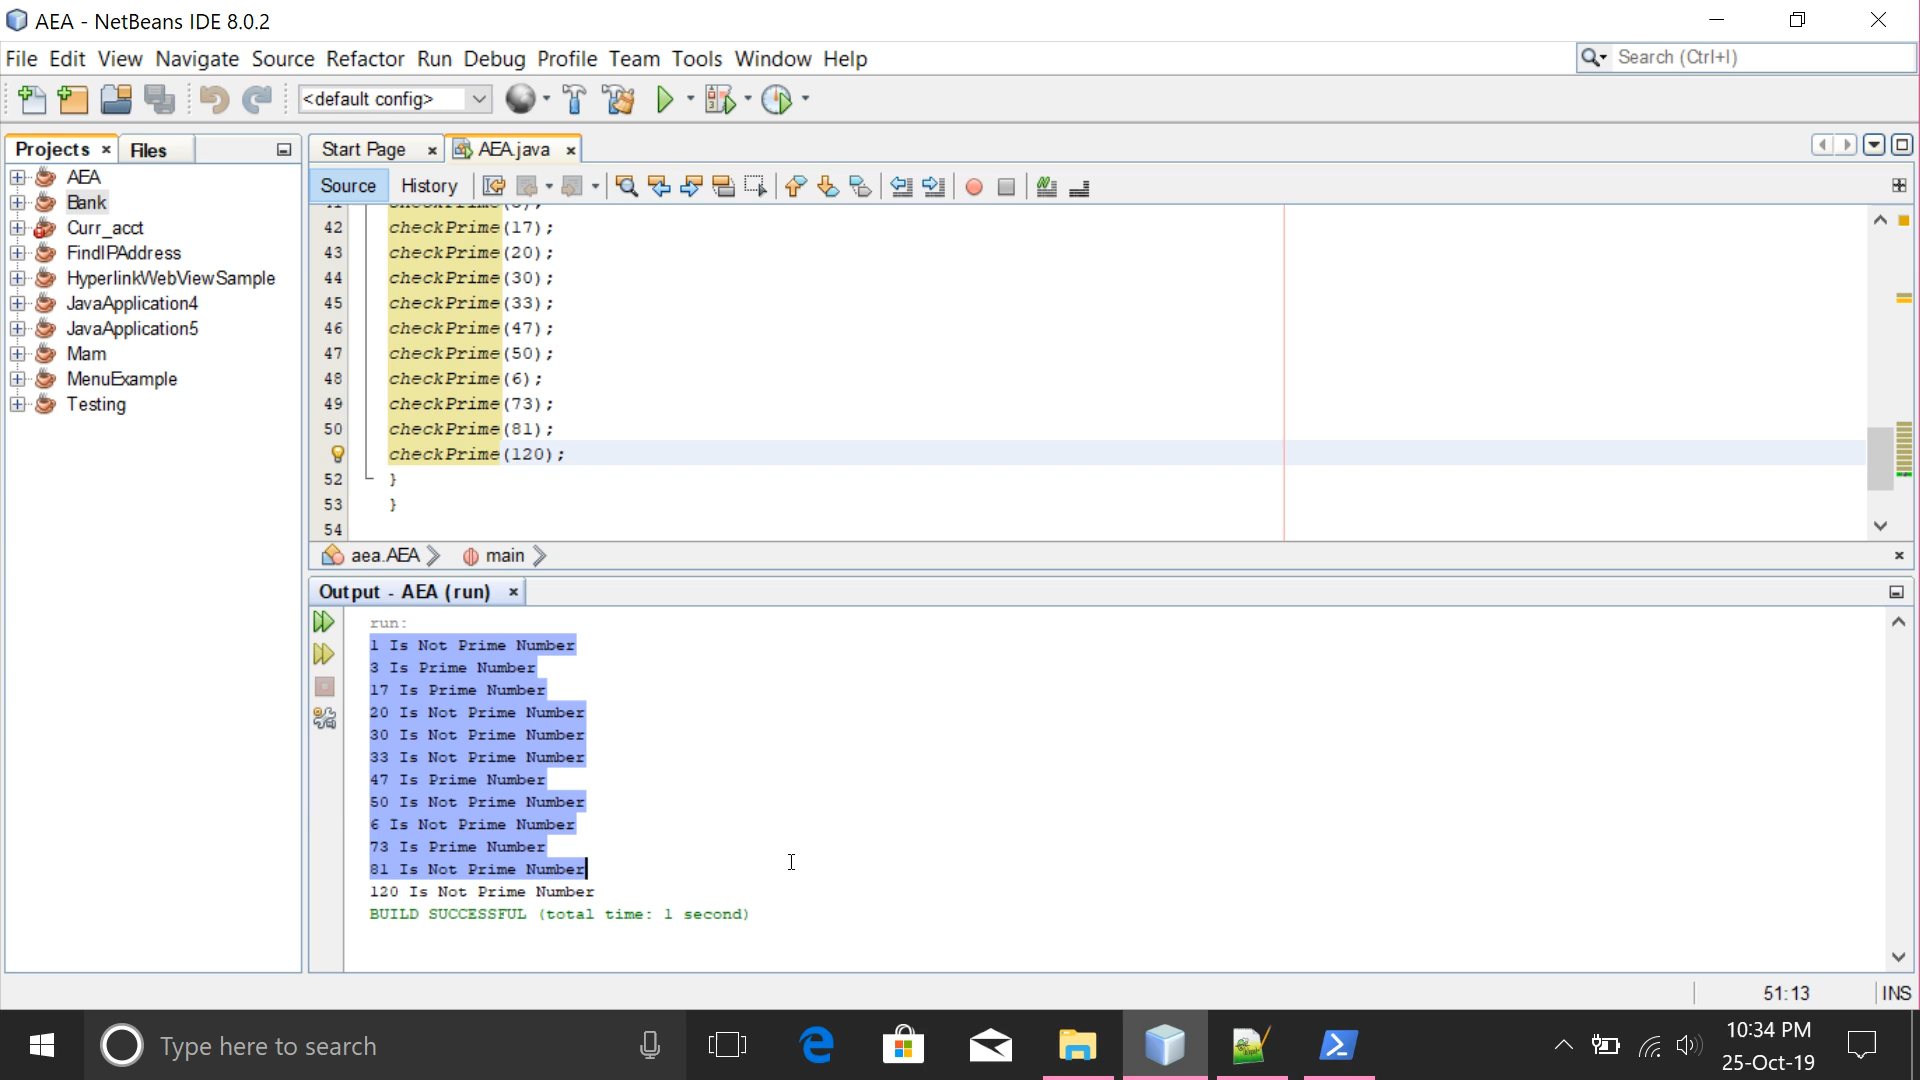 AEA - NetBeans IDE 8.0.2
File Edit View Navigate Source Refactor Run Debug Profile Team Tools Window Help
Search (Ctrl+I)
<default config>
Projects
Files
AEA
Bank
Curr_acct
FindIPAddress
HyperlinkWebViewSample
JavaApplication4
JavaApplication5
Mam
MenuExample
Testing
Start Page
AEA.java
Source
History
42 checkPrime(17);
43 checkPrime(20);
44 checkPrime(30);
45 checkPrime(33);
46 checkPrime(47);
47 checkPrime(50);
48 checkPrime(6);
49 checkPrime(73);
50 checkPrime(81);
checkPrime(120);
52 }
53 }
54
aea.AEA
main
Output - AEA (run)
run:
1 Is Not Prime Number
3 Is Prime Number
17 Is Prime Number
20 Is Not Prime Number
30 Is Not Prime Number
33 Is Not Prime Number
47 Is Prime Number
50 Is Not Prime Number
6 Is Not Prime Number
73 Is Prime Number
81 Is Not Prime Number
120 Is Not Prime Number
BUILD SUCCESSFUL (total time: 1 second)
51:13
INS
Type here to search
10:34 PM
25-Oct-19